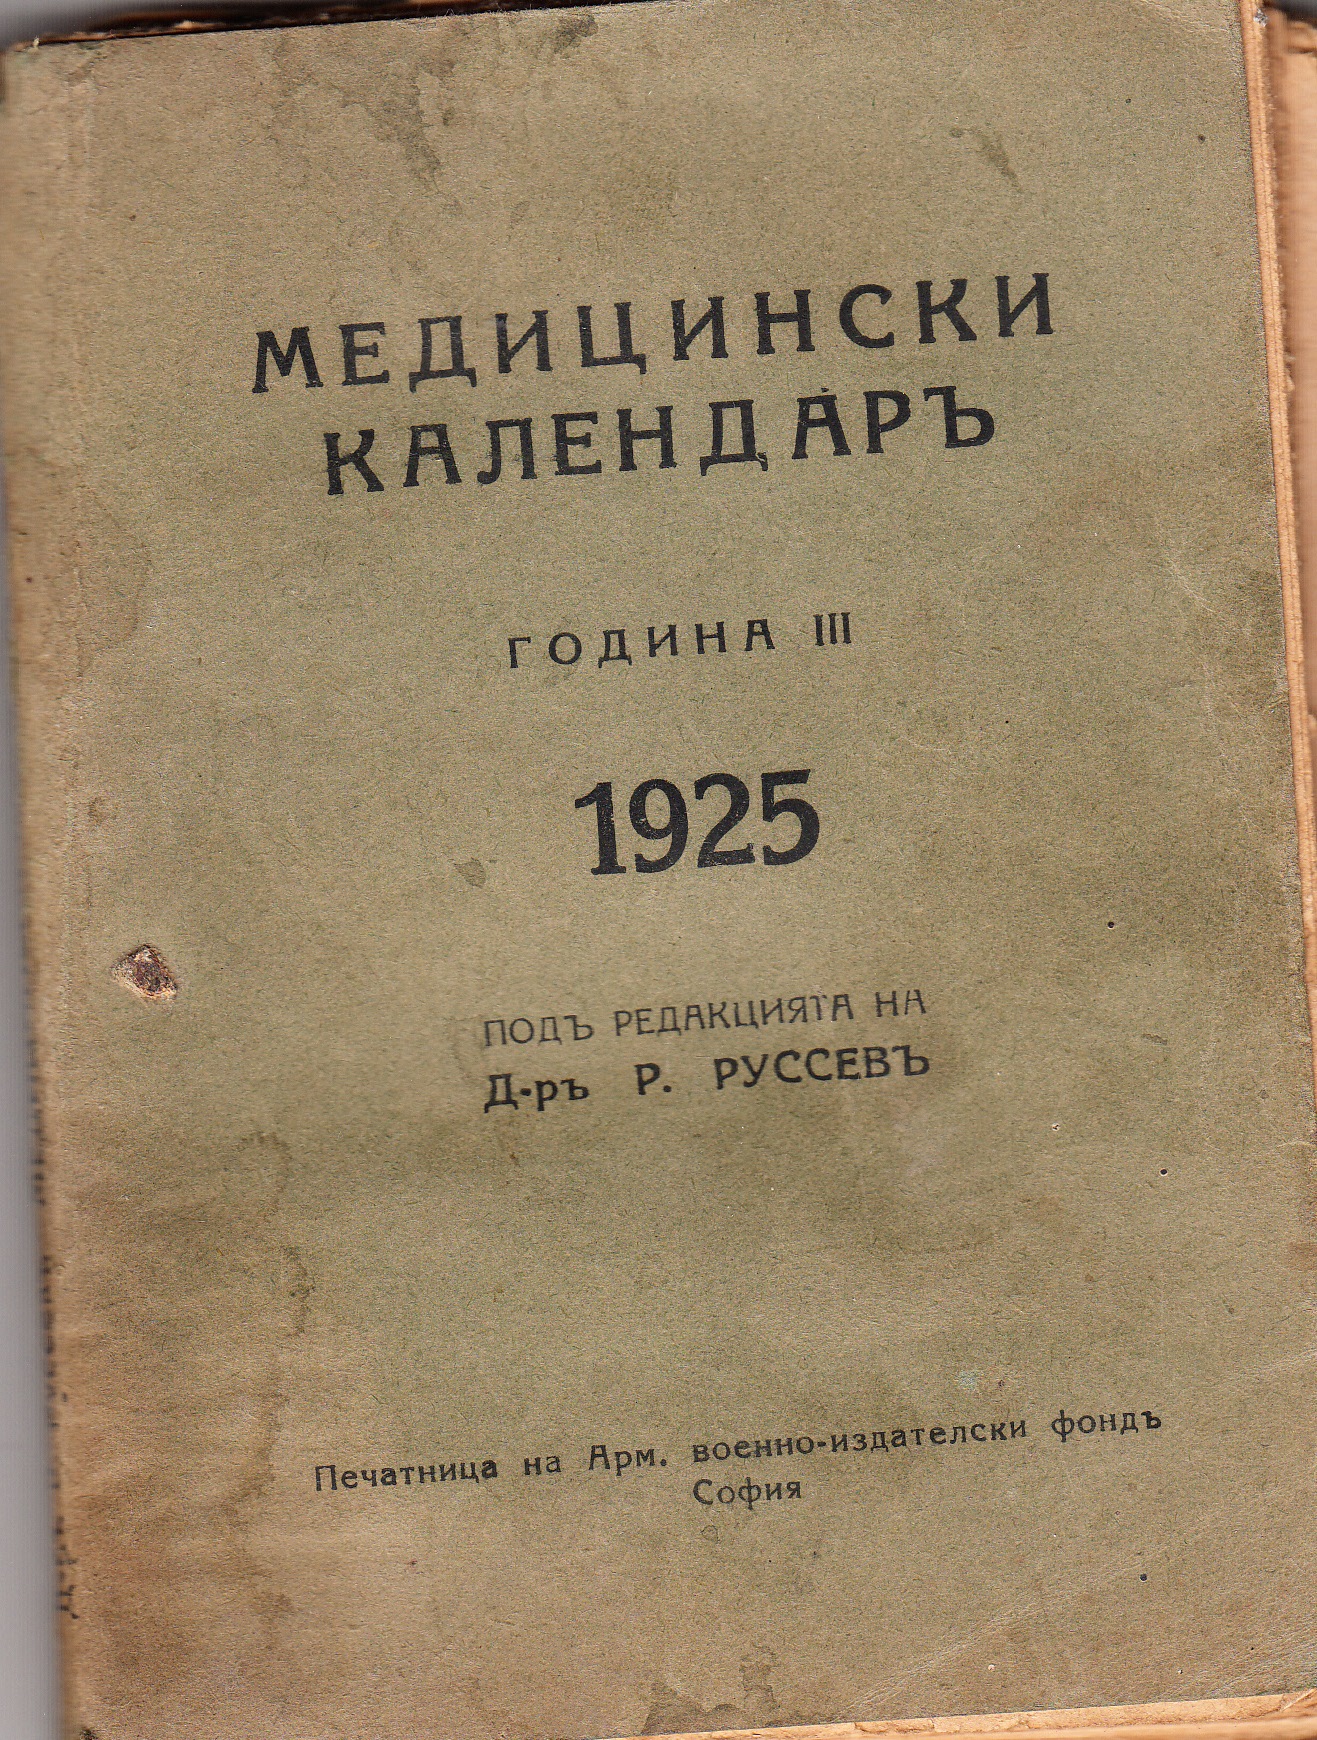 МЕДИЦИНСКИ
КАЛЕНДАРЪ
ГОДИНА III
1925
ПОДЪ РЕДАКЦИЯТА НА
Д-ръ Р. РУССЕВЪ
Печатница на Арм. военно-издателски фондъ
София